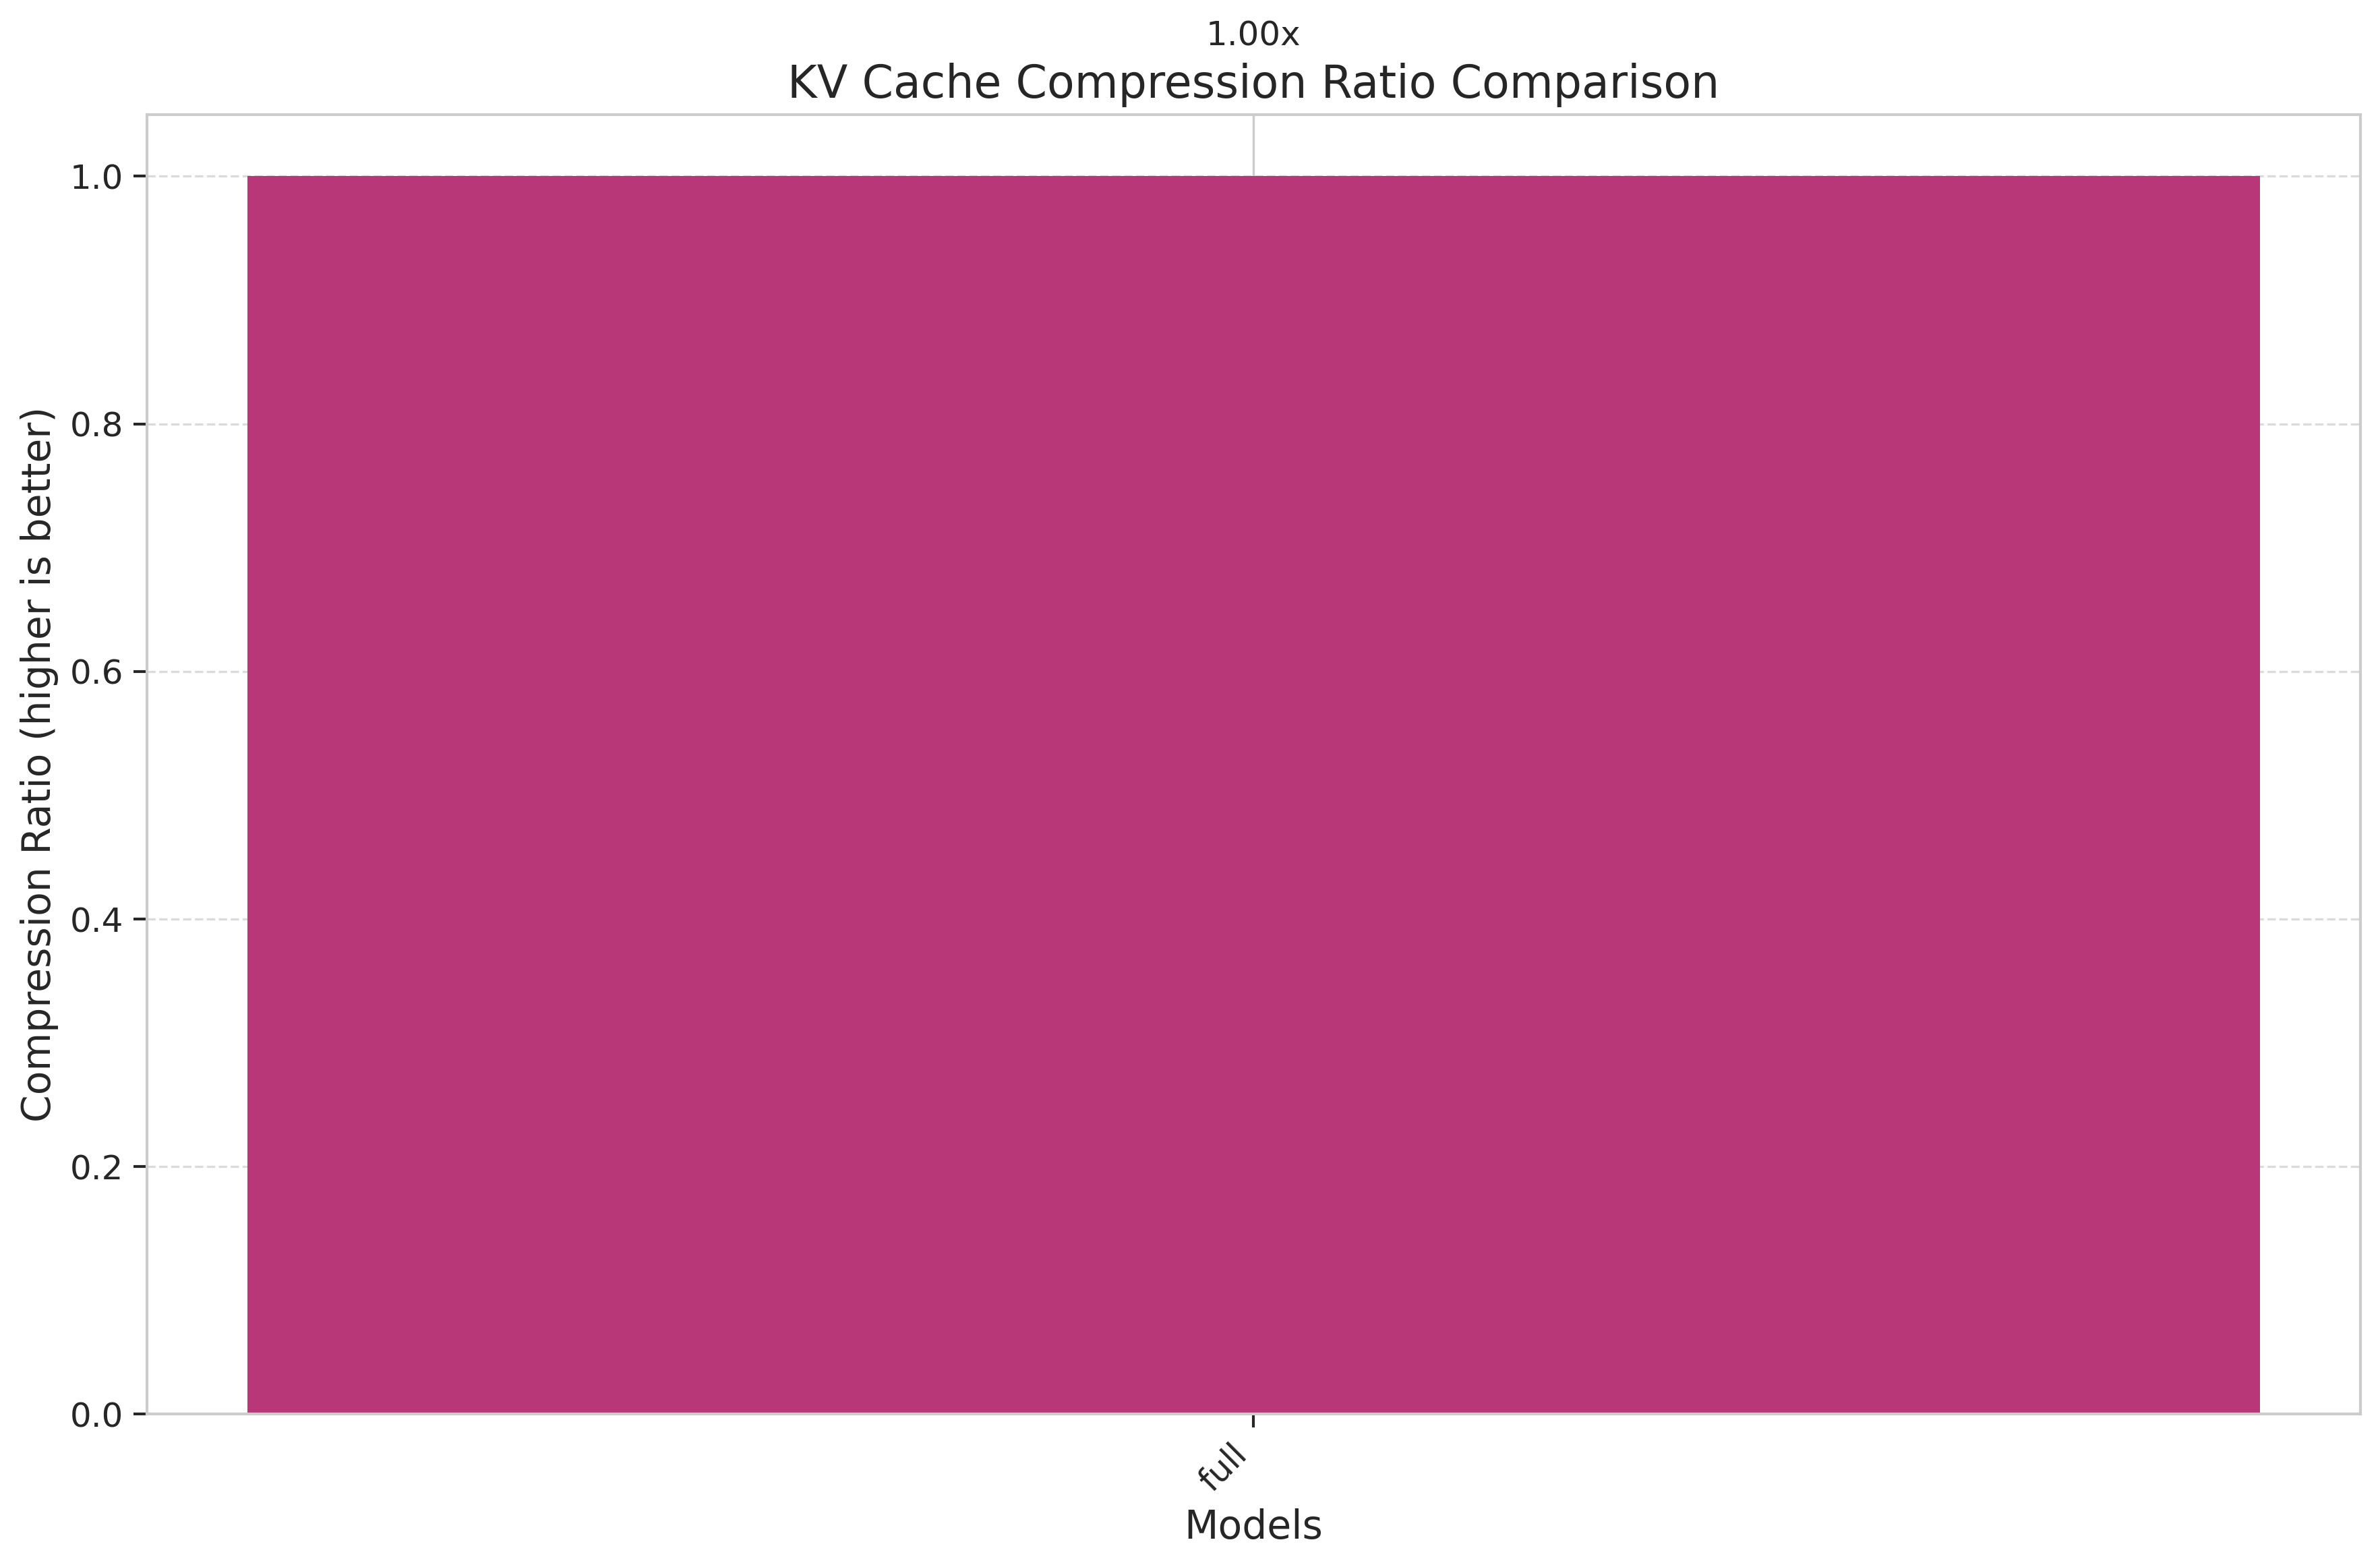 1.00x
KV Cache Compression Ratio Comparison
Compression Ratio (higher is better)
1.0
0.8
0.6
0.4
0.2
0.0
full
Models